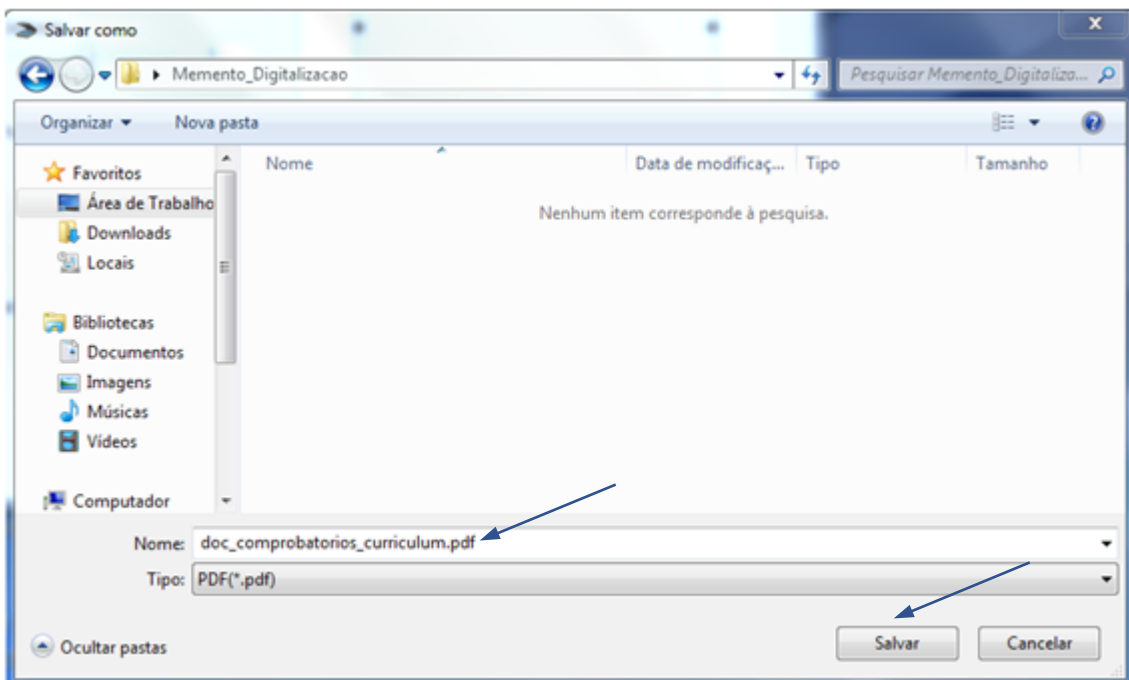 Salvar como
Memento_Digitalizacao
Pesquisar Memento_Digitaliza...
Organizar Nova pasta
Nome Data de modificaç... Tipo Tamanho
Nenhum item corresponde à pesquisa.
Favoritos
Área de Trabalho
Downloads
Locais
Bibliotecas
Documentos
Imagens
Músicas
Vídeos
Computador
Nome: doc_comprobatorios_curriculum.pdf
Tipo: PDF(*.pdf)
Ocultar pastas Salvar Cancelar